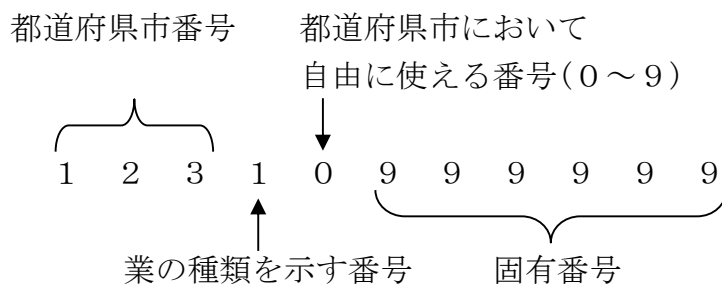 都道府県市番号
都道府県市において
自由に使える番号(0～9)
1 2 3 1 0 9 9 9 9 9 9
業の種類を示す番号
固有番号